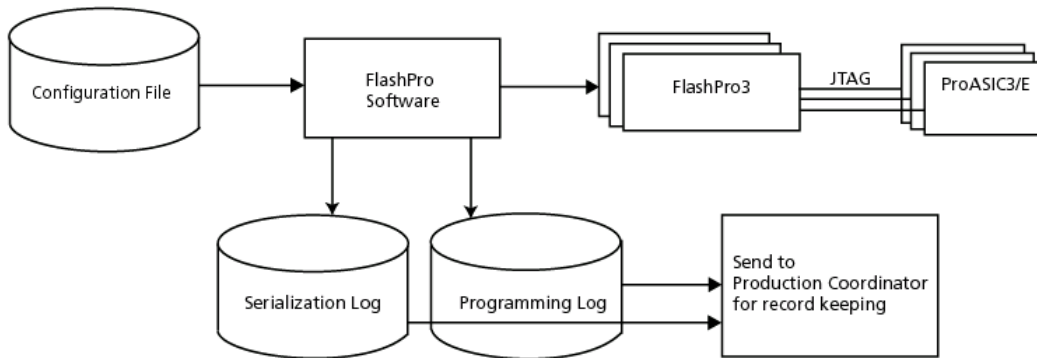 Configuration File
FlashPro
Software
FlashPro3
JTAG
ProASIC3/E
Serialization Log
Programming Log
Send to
Production Coordinator
for record keeping